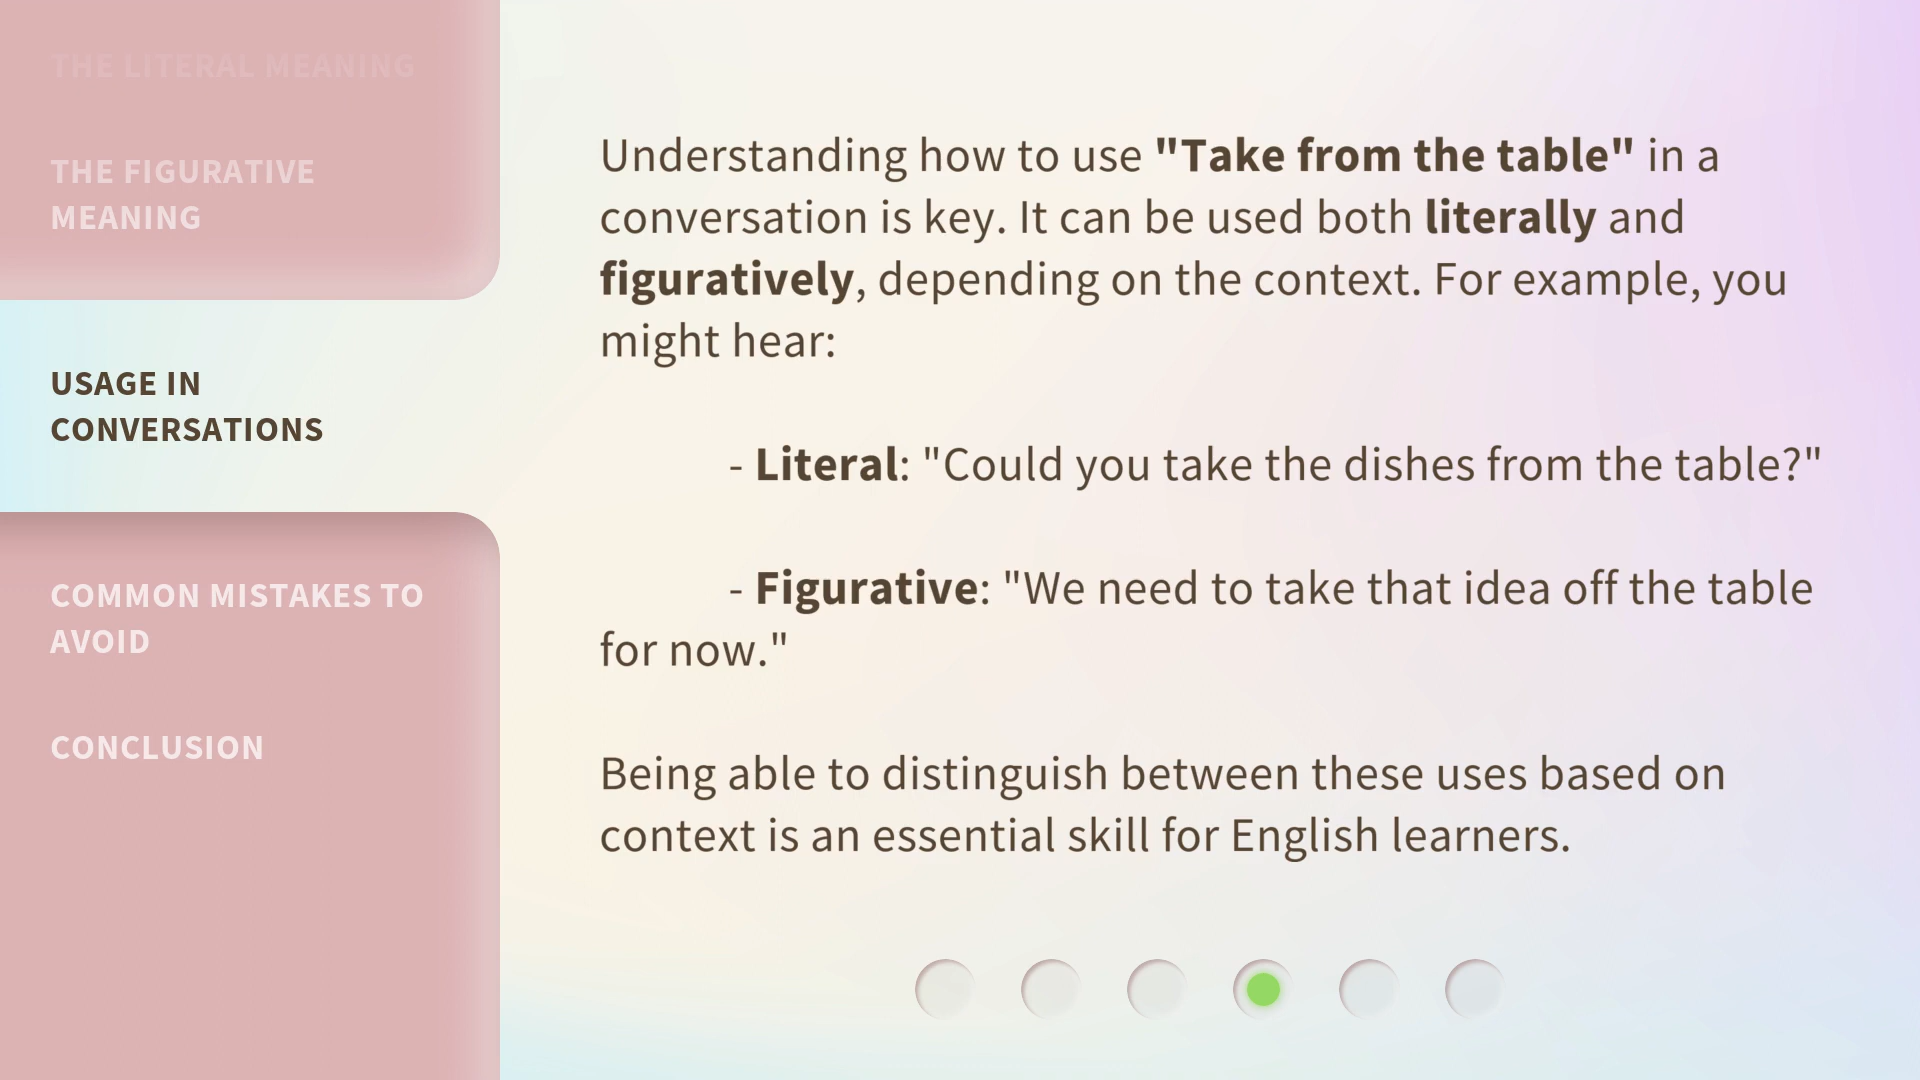 THE LITERAL MEANING
THE FIGURATIVE
MEANING
USAGE IN
CONVERSATIONS
COMMON MISTAKES TO
AVOID
CONCLUSION
Understanding how to use "Take from the table" in a
conversation is key. It can be used both literally and
figuratively, depending on the context. For example, you
might hear:
- Literal: "Could you take the dishes from the table?"
- Figurative: "We need to take that idea off the table
for now."
Being able to distinguish between these uses based on
context is an essential skill for English learners.